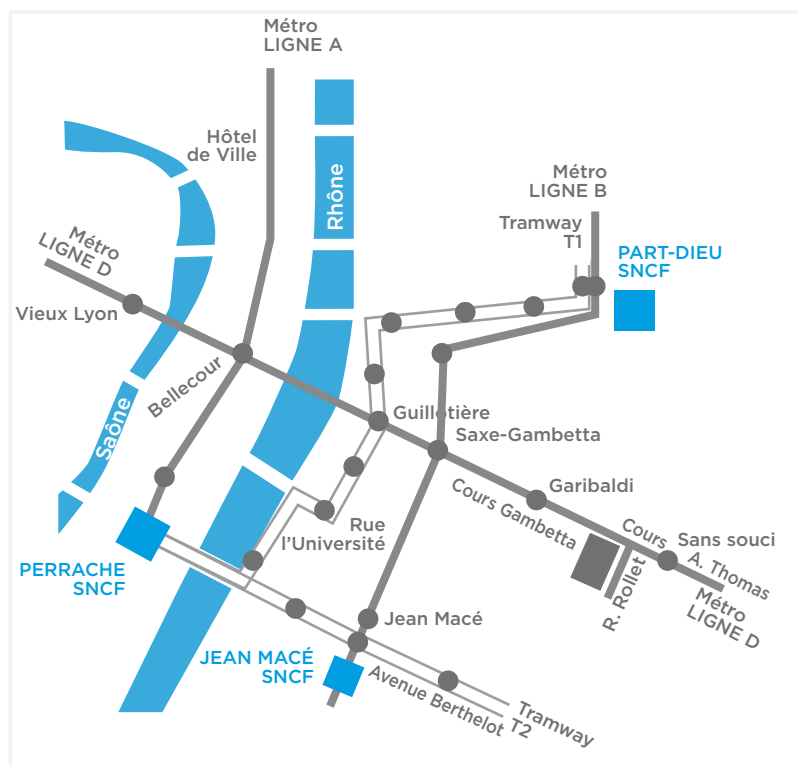 Métro
LIGNE A
Hôtel
de Ville
Rhône
Métro
LIGNE B
Tramway
T1
PART-DIEU
SNCF
Métro
LIGNE D
Vieux Lyon
Bellecour
Saône
Guillotière
Saxe-Gambetta
Garibaldi
Cours Gambetta
Rue
l'Université
Cours
A. Thomas
Sans souci
R. Rollet
Métro
LIGNE D
PERRACHE
SNCF
Jean Macé
JEAN MACÉ
SNCF
Avenue Berthelot
Tramway
T2